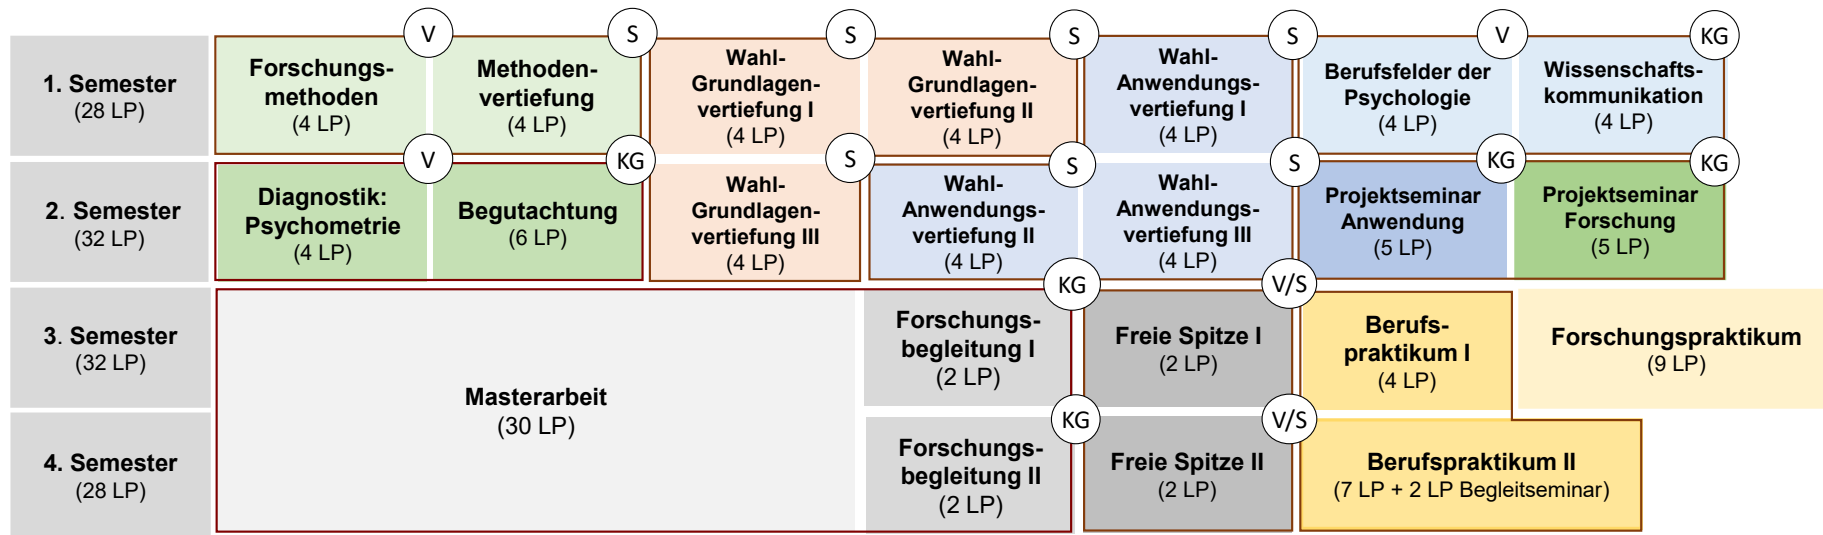 1. Semester
(28 LP)
Forschungs-
methoden
(4 LP)
V
Methoden-
vertiefung
(4 LP)
S
Wahl-
Grundlagen-
vertiefung I
(4 LP)
S
Wahl-
Grundlagen-
vertiefung II
(4 LP)
S
Wahl-
Anwendungs-
vertiefung I
(4 LP)
S
Berufsfelder der
Psychologie
(4 LP)
V
Wissenschafts-
kommunikation
(4 LP)
KG
2. Semester
(32 LP)
Diagnostik:
Psychometrie
(4 LP)
V
Begutachtung
(6 LP)
KG
Wahl-
Grundlagen-
vertiefung III
(4 LP)
S
Wahl-
Anwendungs-
vertiefung II
(4 LP)
S
Wahl-
Anwendungs-
vertiefung III
(4 LP)
S
Projektseminar
Anwendung
(5 LP)
KG
Projektseminar
Forschung
(5 LP)
KG
3. Semester
(32 LP)
Masterarbeit
(30 LP)
Forschungs-
begleitung I
(2 LP)
KG
Freie Spitze I
(2 LP)
V/S
Berufs-
praktikum I
(4 LP)
Forschungspraktikum
(9 LP)
4. Semester
(28 LP)
Forschungs-
begleitung II
(2 LP)
KG
Freie Spitze II
(2 LP)
V/S
Berufspraktikum II
(7 LP + 2 LP Begleitseminar)